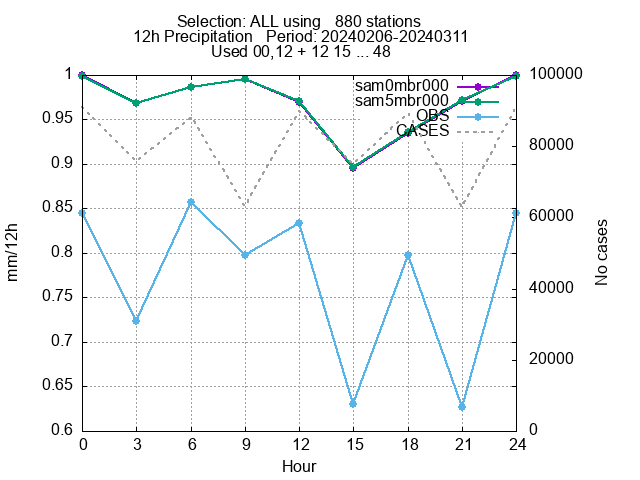 Selection: ALL using   880 stations
12h Precipitation   Period: 20240206-20240311
Used 00,12 + 12 15 ... 48
1
0.95
0.9
0.85
0.8
0.75
0.7
0.65
0.6
mm/12h
sam0mbr000
sam5mbr000
OBS
CASES
100000
80000
60000
40000
20000
0
No cases
0 3 6 9 12 15 18 21 24
Hour